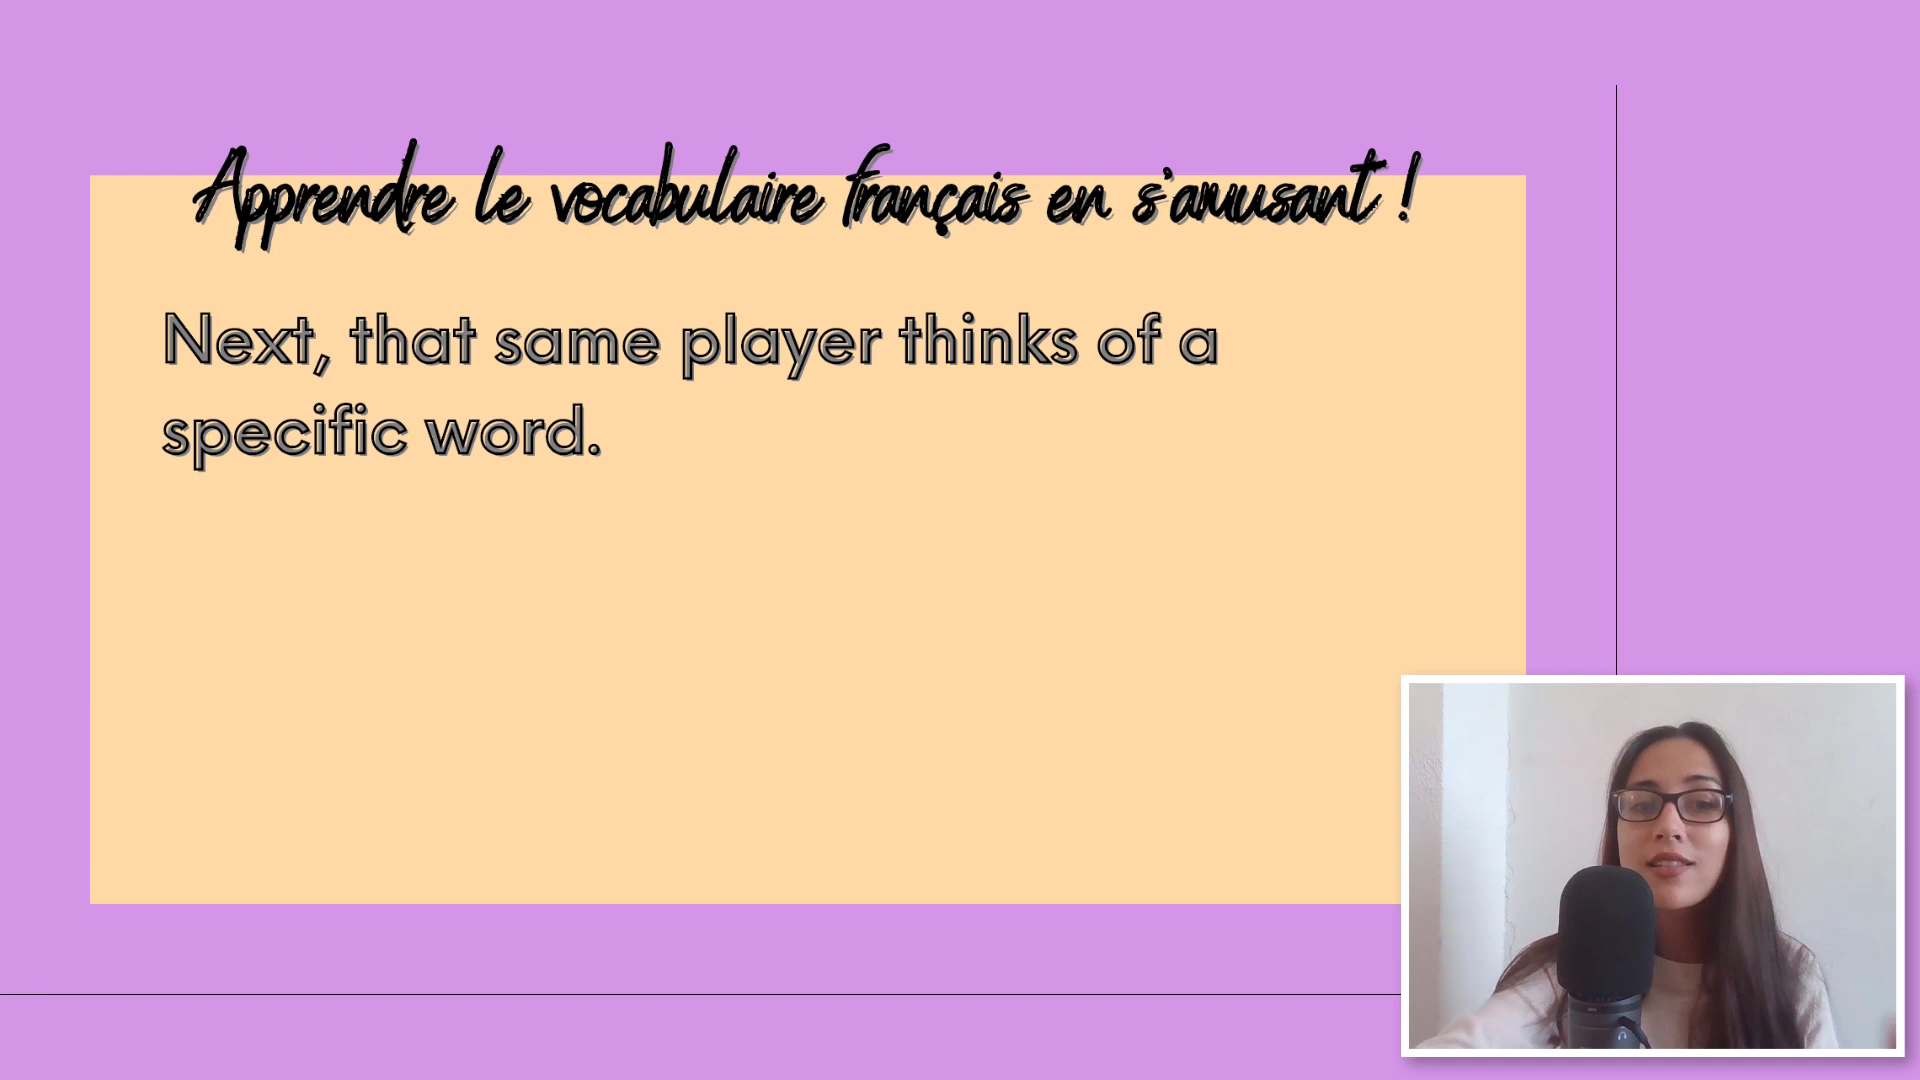 Apprendre le vocabulaire français en s'amusant !
Next, that same player thinks of a
specific word.